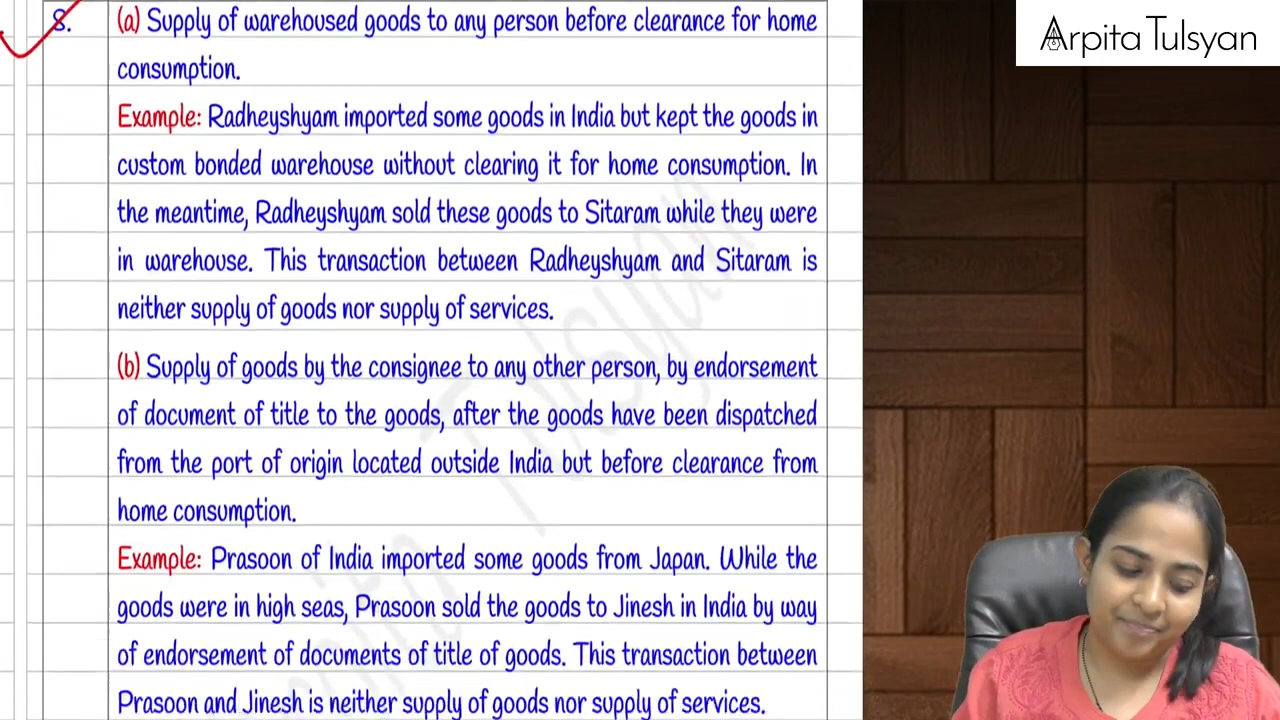 Arpita Tulsyan
8. (a) Supply of warehoused goods to any person before clearance for home
consumption.
Example: Radheyshyam imported some goods in India but kept the goods in
custom bonded warehouse without clearing it for home consumption. In
the meantime, Radheyshyam sold these goods to Sitaram while they were
in warehouse. This transaction between Radheyshyam and Sitaram is
neither supply of goods nor supply of services.
(b) Supply of goods by the consignee to any other person, by endorsement
of document of title to the goods, after the goods have been dispatched
from the port of origin located outside India but before clearance from
home consumption.
Example: Prasoon of India imported some goods from Japan. While the
goods were in high seas, Prasoon sold the goods to Jinesh in India by way
of endorsement of documents of title of goods. This transaction between
Prasoon and Jinesh is neither supply of goods nor supply of services.
Arpita Tulsyan